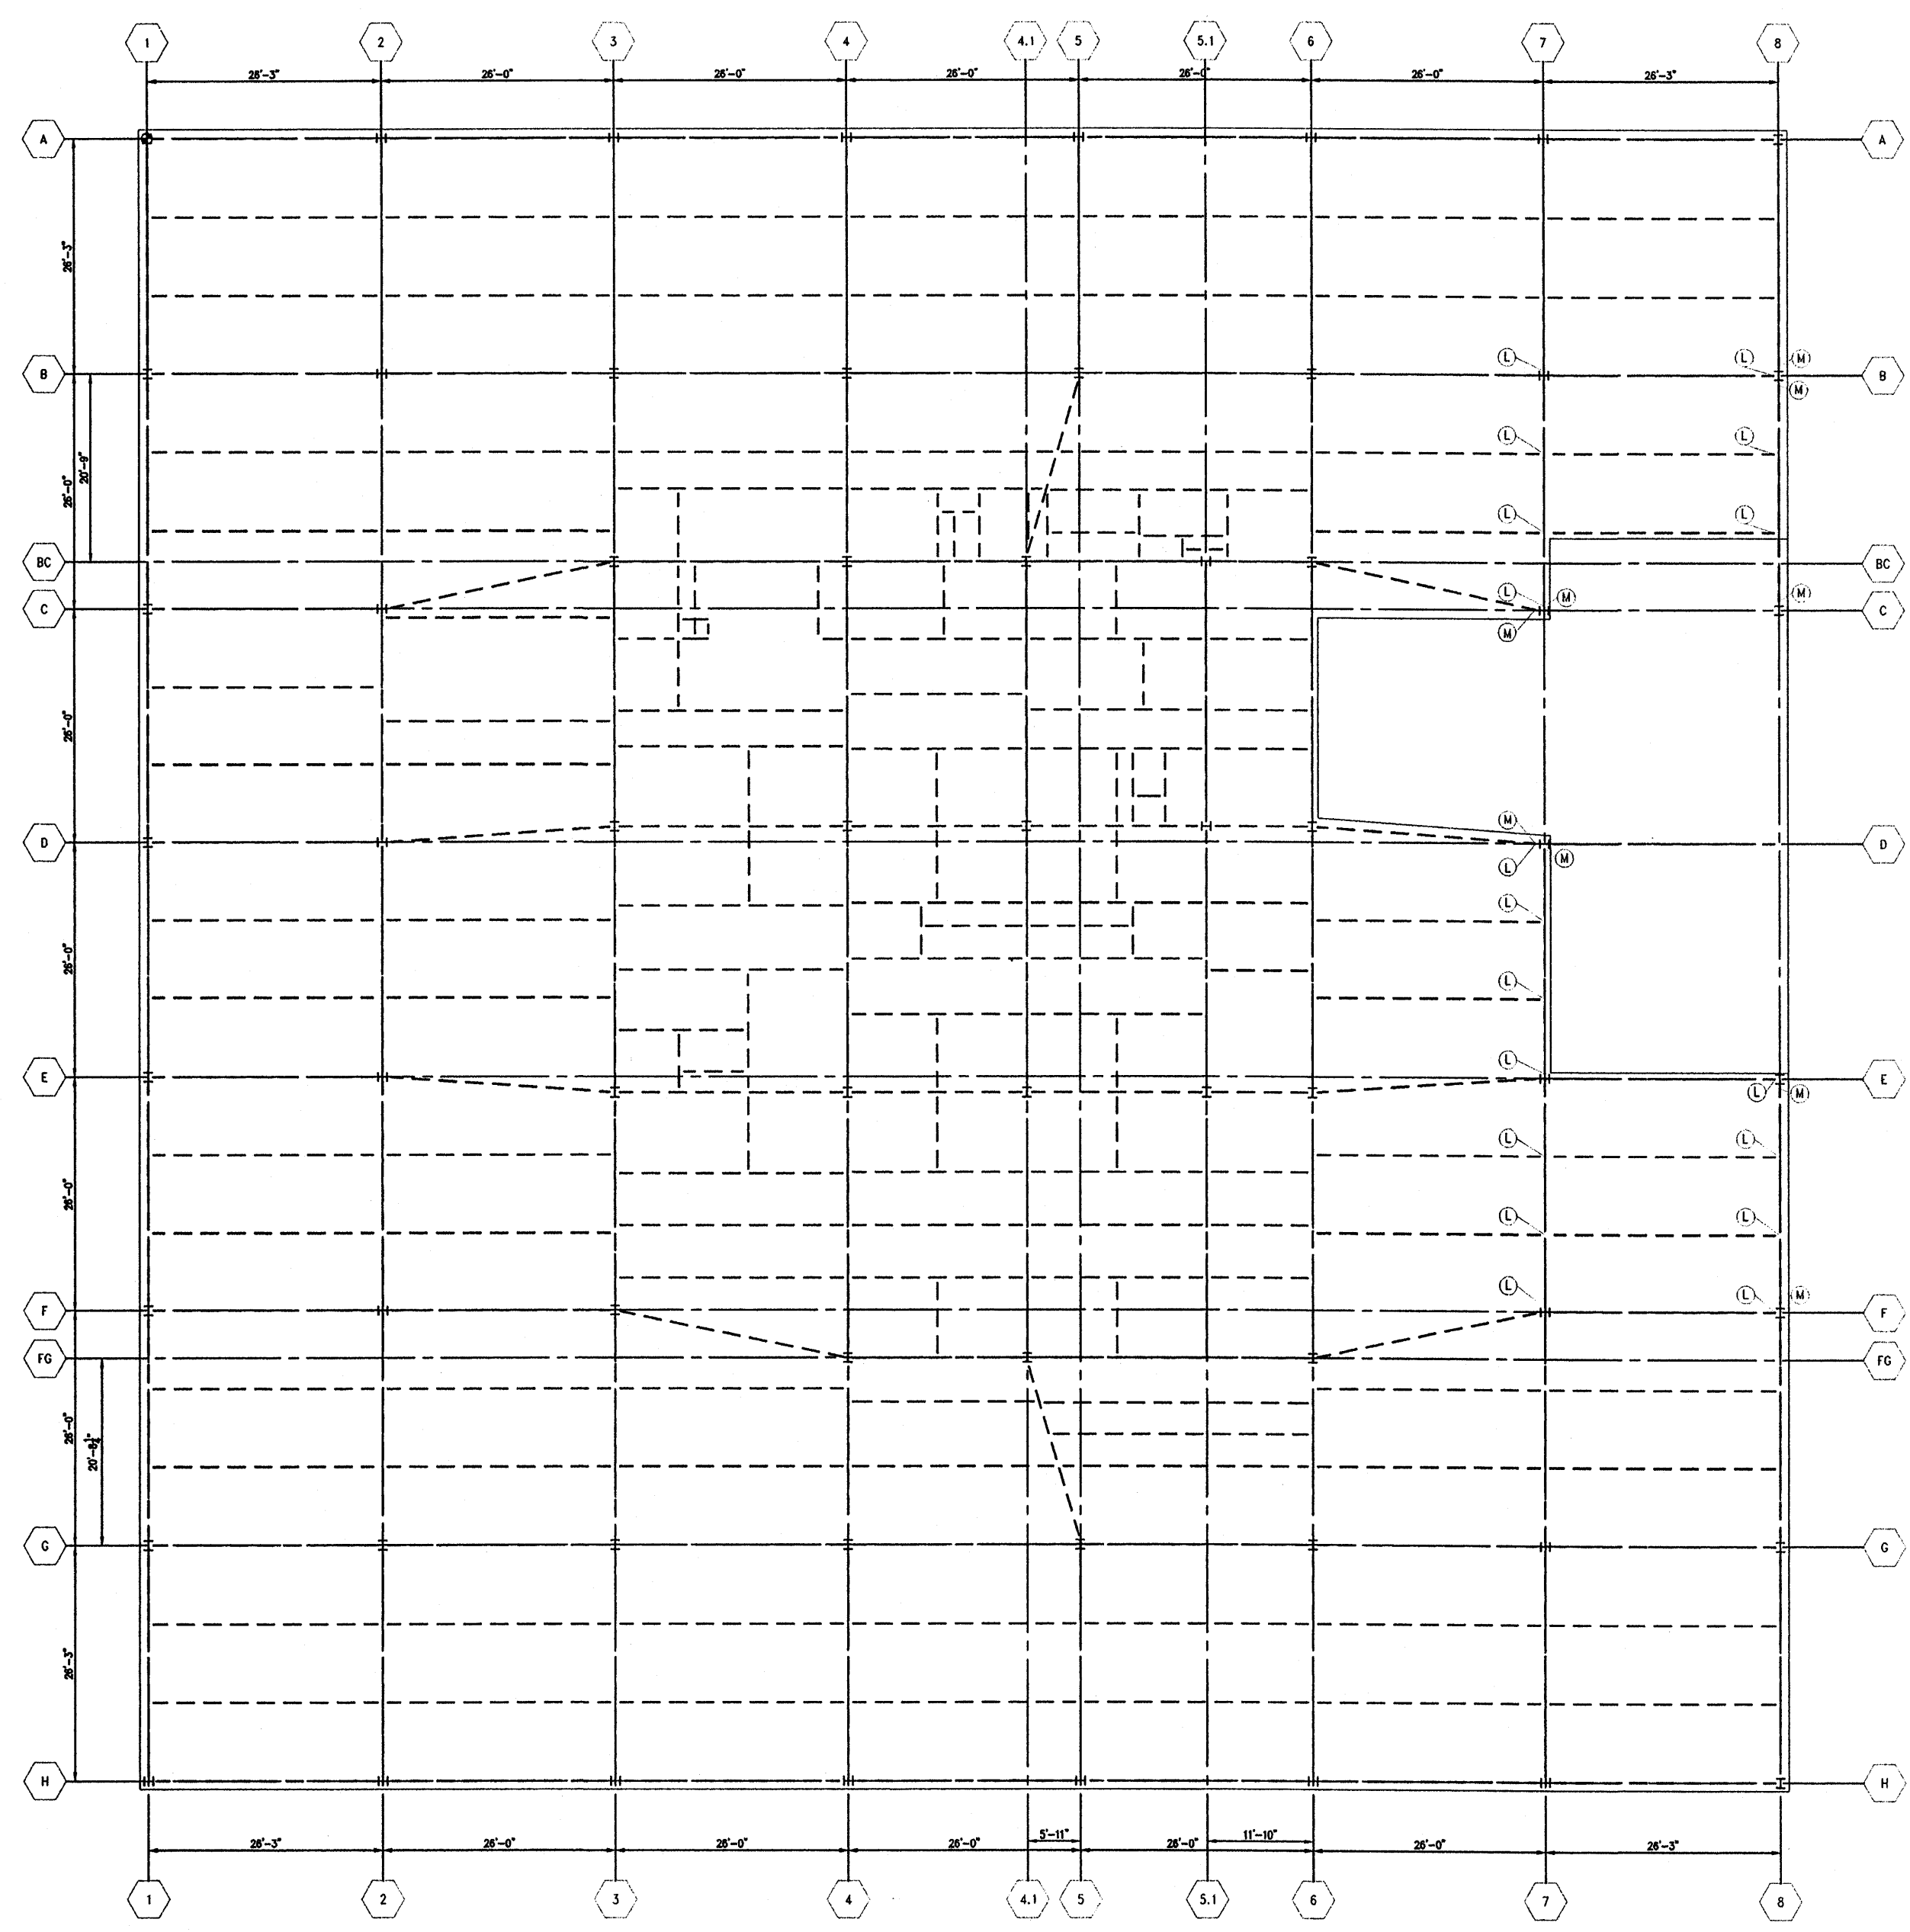 1 2 3 4 4.1 5 5.1 6 7 8
26'-3" 26'-0" 26'-0" 26'-0" 26'-0" 26'-0" 26'-3"
A A
26'-3"
B L L M B
M
L L
26'-0" 20'-9"
L L
BC BC
L M M C
C
M
26'-0"
M
D D
L M
L
26'-0"
L
L
E E
L M
L L
26'-0"
L L
L L M
F F
FG FG
26'-0" 20'-8½"
G G
26'-3"
H H
5'-11" 11'-10"
26'-3" 26'-0" 26'-0" 26'-0" 26'-0" 26'-0" 26'-3"
1 2 3 4 4.1 5 5.1 6 7 8